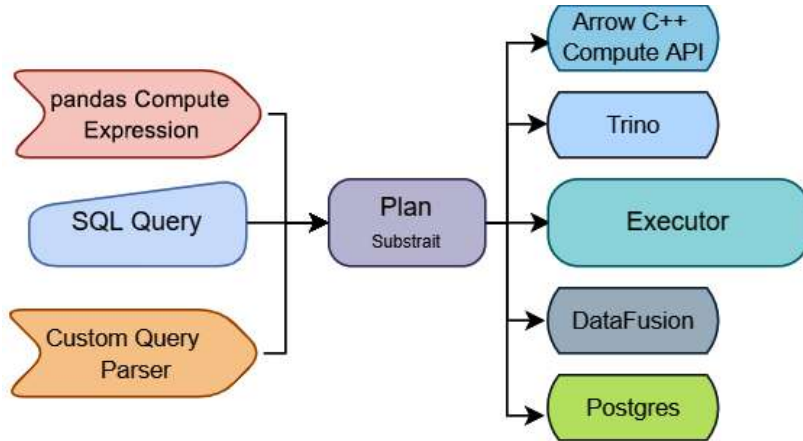 pandas Compute
Expression
SQL Query
Custom Query
Parser
Plan
Substrait
Arrow C++
Compute API
Trino
Executor
DataFusion
Postgres